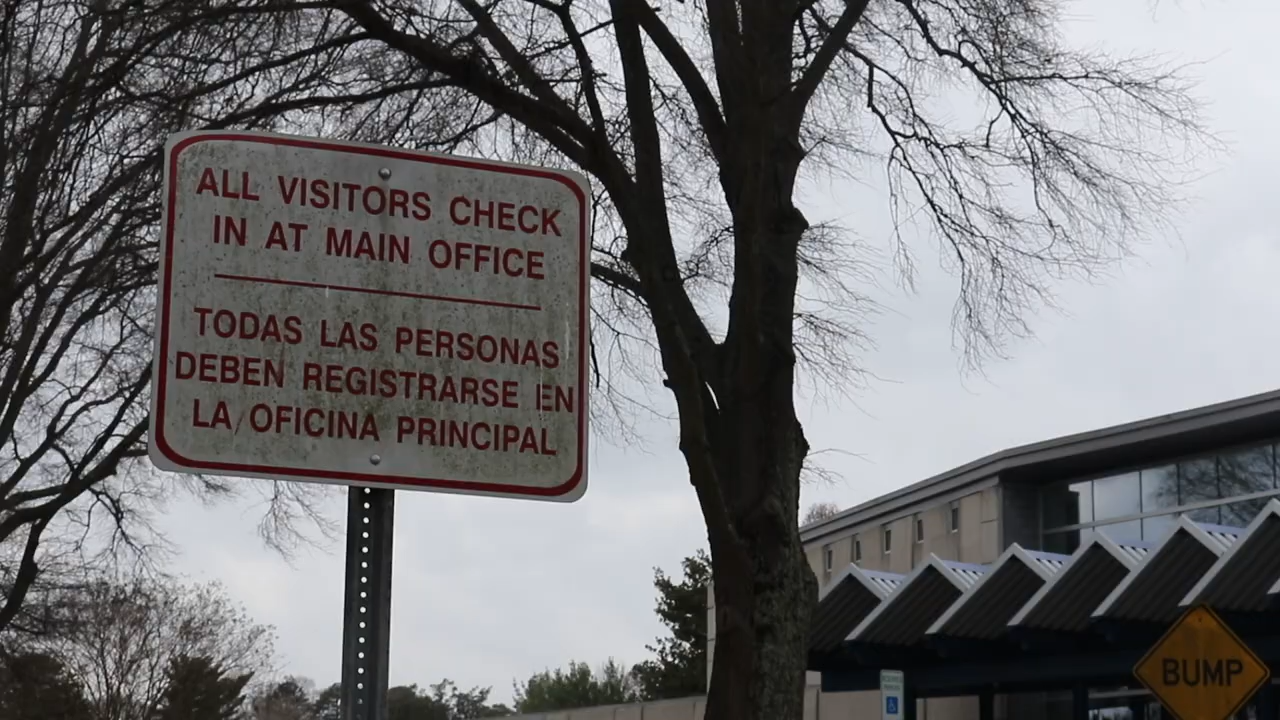 ALL VISITORS CHECK
IN AT MAIN OFFICE
TODAS LAS PERSONAS
DEBEN REGISTRARSE EN
LA OFICINA PRINCIPAL
BUMP